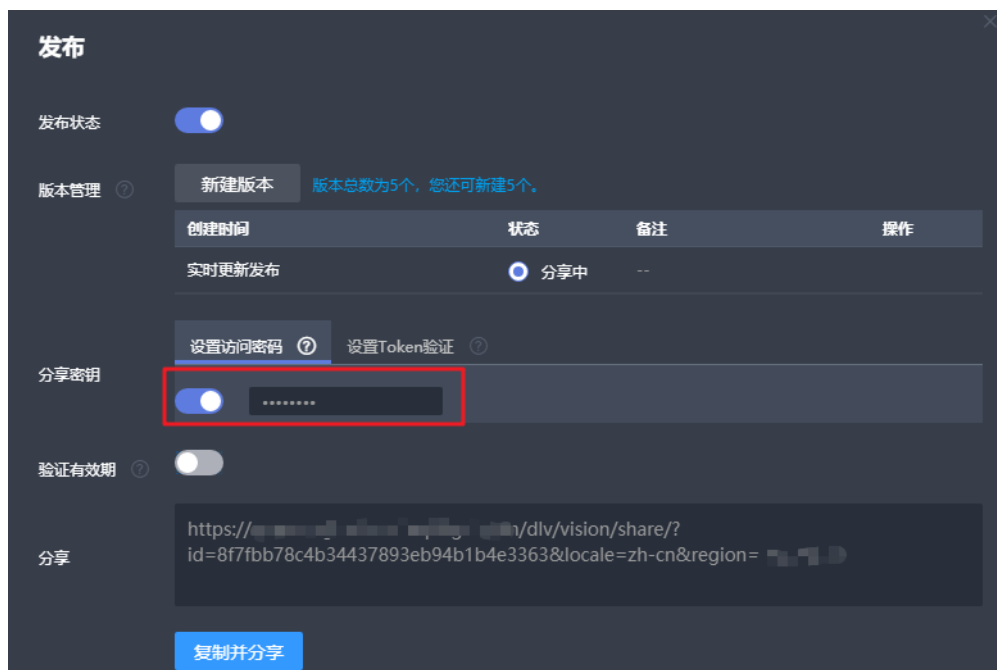 发布
发布状态
版本管理 新建版本 版本总数为5个，您还可新建5个。
创建时间 状态 备注 操作
实时更新发布 分享中 --
设置访问密码 设置Token验证
分享密钥
验证有效期
分享
https:// /dlv/vision/share/?
id=8f7fbb78c4b34437893eb94b1b4e3363&locale=zh-cn&region=
复制并分享